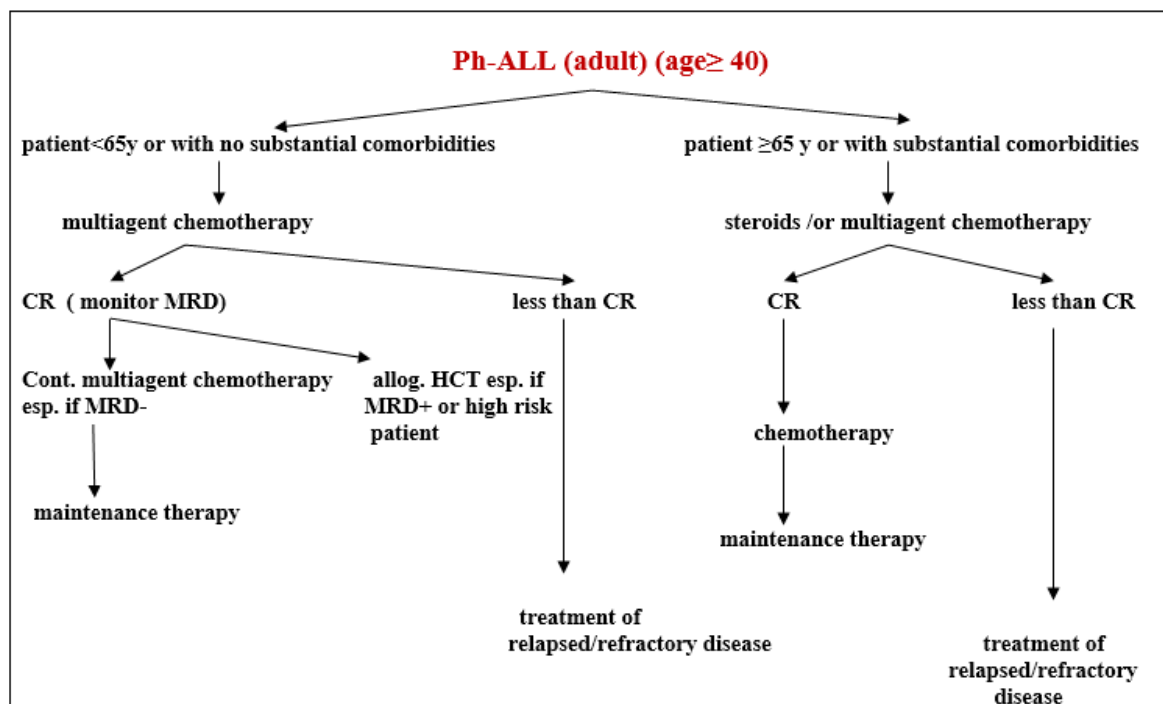 Ph-ALL (adult) (age≥ 40)
patient<65y or with no substantial comorbidities
patient ≥65 y or with substantial comorbidities
multiagent chemotherapy
steroids /or multiagent chemotherapy
CR ( monitor MRD)
less than CR
CR
less than CR
Cont. multiagent chemotherapy
esp. if MRD-
allog. HCT esp. if
MRD+ or high risk
patient
chemotherapy
maintenance therapy
maintenance therapy
treatment of
relapsed/refractory disease
treatment of
relapsed/refractory
disease